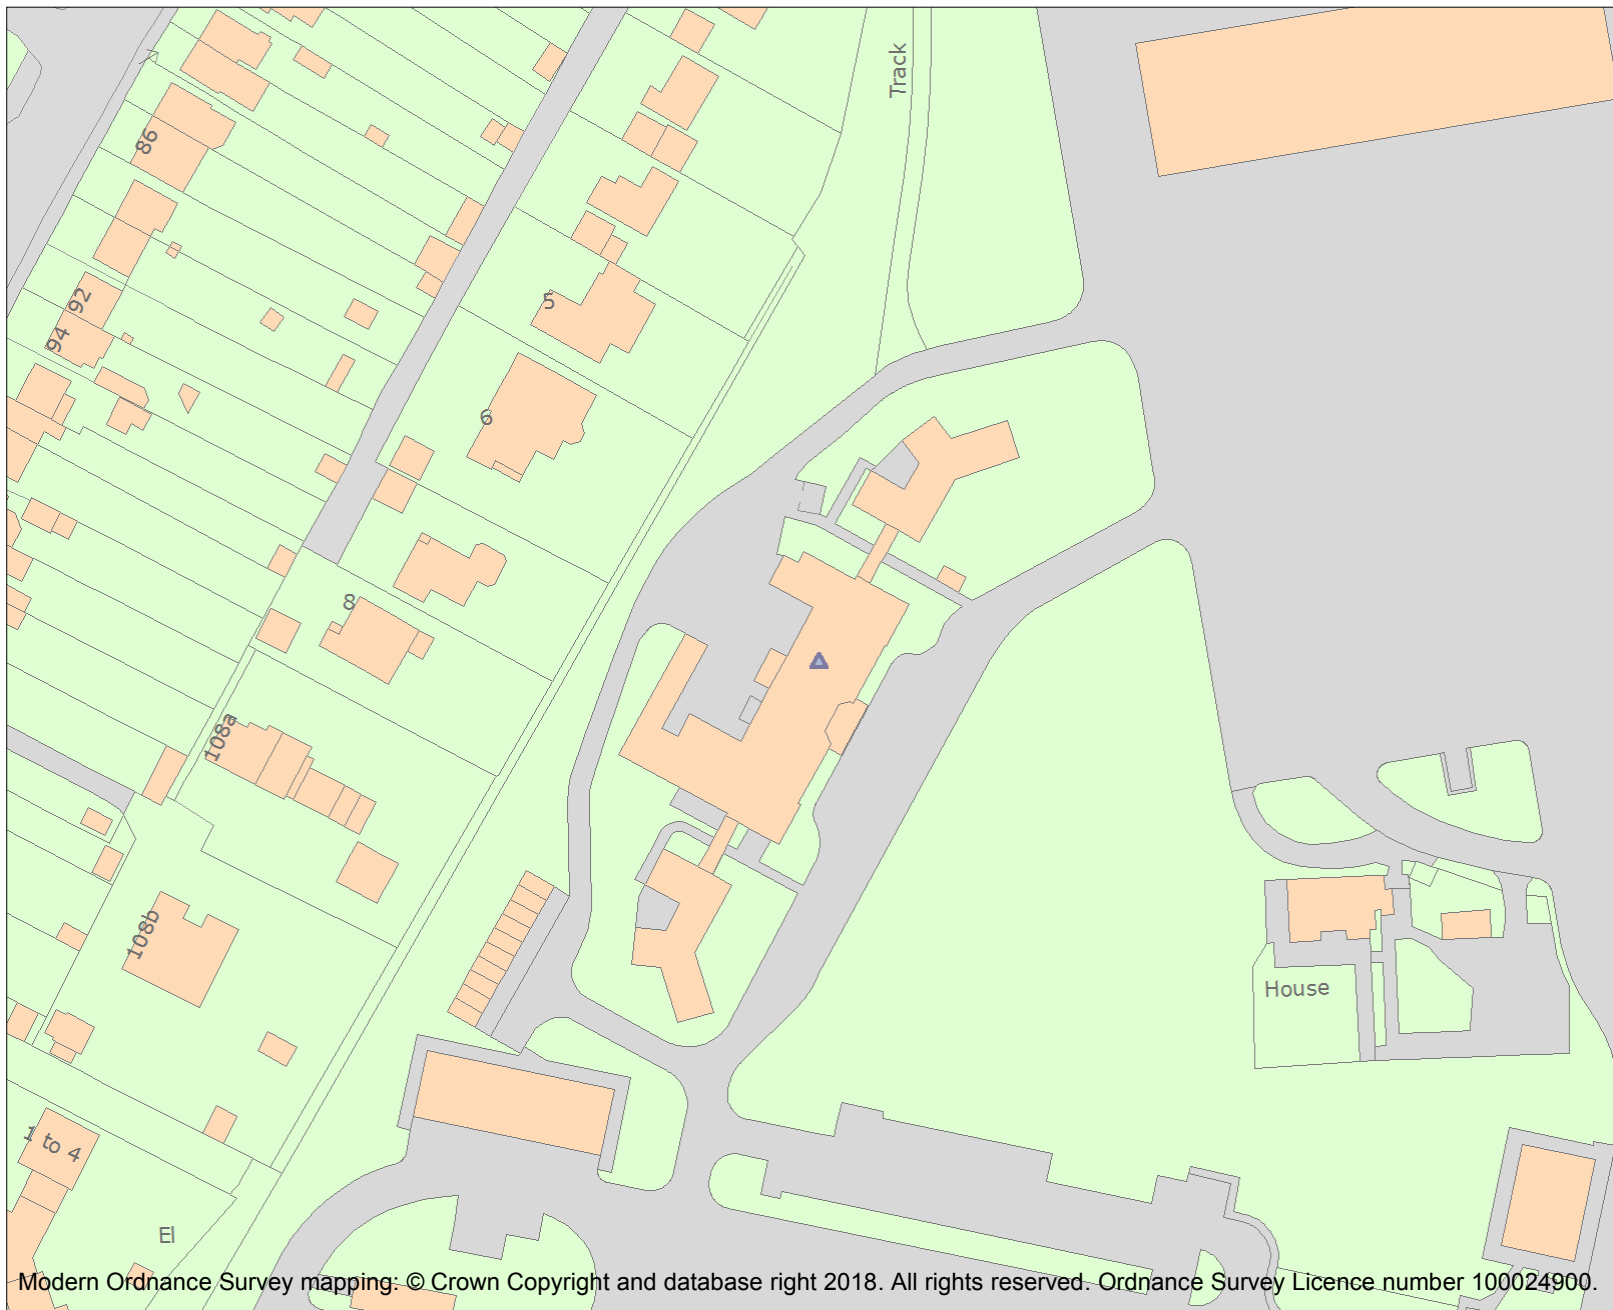 Track
86
92
94
5
6
8
108a
108b
House
1 to 4
El
Modern Ordnance Survey mapping: © Crown Copyright and database right 2018. All rights reserved. Ordnance Survey Licence number 100024900.